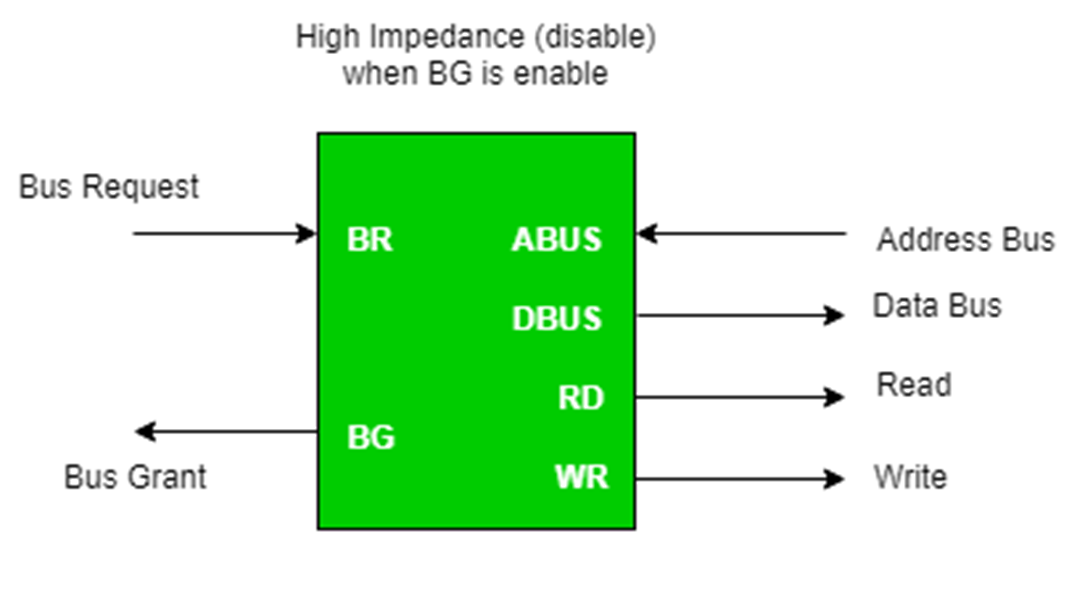 High Impedance (disable)
when BG is enable
Bus Request
BR
ABUS
Address Bus
DBUS
Data Bus
RD
Read
BG
Bus Grant
WR
Write